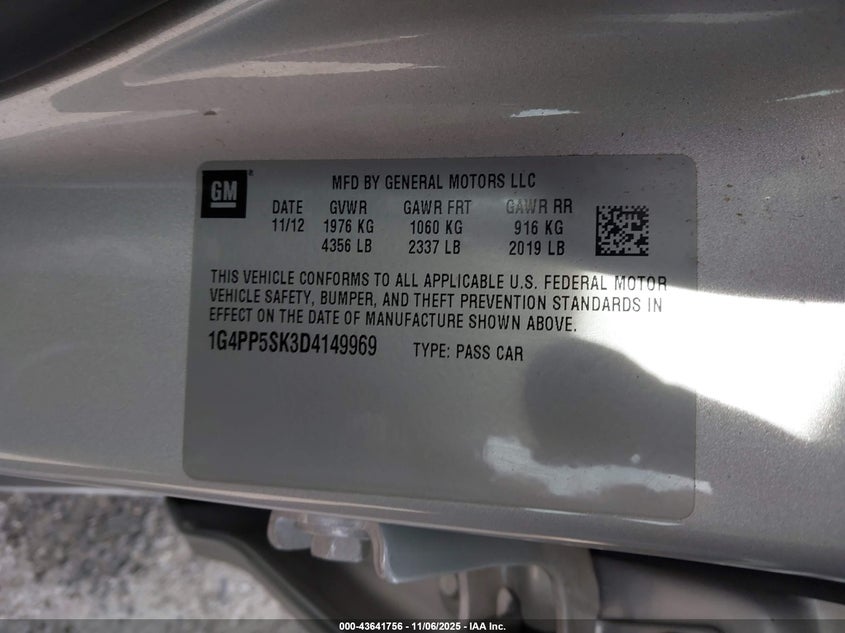 GM
MFD BY GENERAL MOTORS LLC
DATE GVWR GAWR FRT GAWR RR
11/12 1976 KG 1060 KG 916 KG
4356 LB 2337 LB 2019 LB
THIS VEHICLE CONFORMS TO ALL APPLICABLE U.S. FEDERAL MOTOR
VEHICLE SAFETY, BUMPER, AND THEFT PREVENTION STANDARDS IN
EFFECT ON THE DATE OF MANUFACTURE SHOWN ABOVE.
1G4PP5SK3D4149969 TYPE: PASS CAR
000-43641756 - 11/06/2025 - IAA Inc.